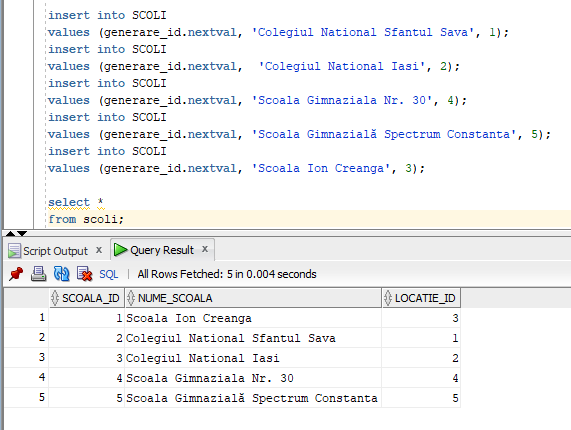 insert into SCOLI
values (generare_id.nextval, 'Colegiul National Sfantul Sava', 1);
insert into SCOLI
values (generare_id.nextval,  'Colegiul National Iasi', 2);
insert into SCOLI
values (generare_id.nextval, 'Scoala Gimnaziala Nr. 30', 4);
insert into SCOLI
values (generare_id.nextval, 'Scoala Gimnazială Spectrum Constanta', 5);
insert into SCOLI
values (generare_id.nextval, 'Scoala Ion Creanga', 3);
select *
from scoli;
Script Output x Query Result x
SQL | All Rows Fetched: 5 in 0.004 seconds
SCOALA_ID NUME_SCOALA LOCATIE_ID
1 1 Scoala Ion Creanga 3
2 2 Colegiul National Sfantul Sava 1
3 3 Colegiul National Iasi 2
4 4 Scoala Gimnaziala Nr. 30 4
5 5 Scoala Gimnazială Spectrum Constanta 5